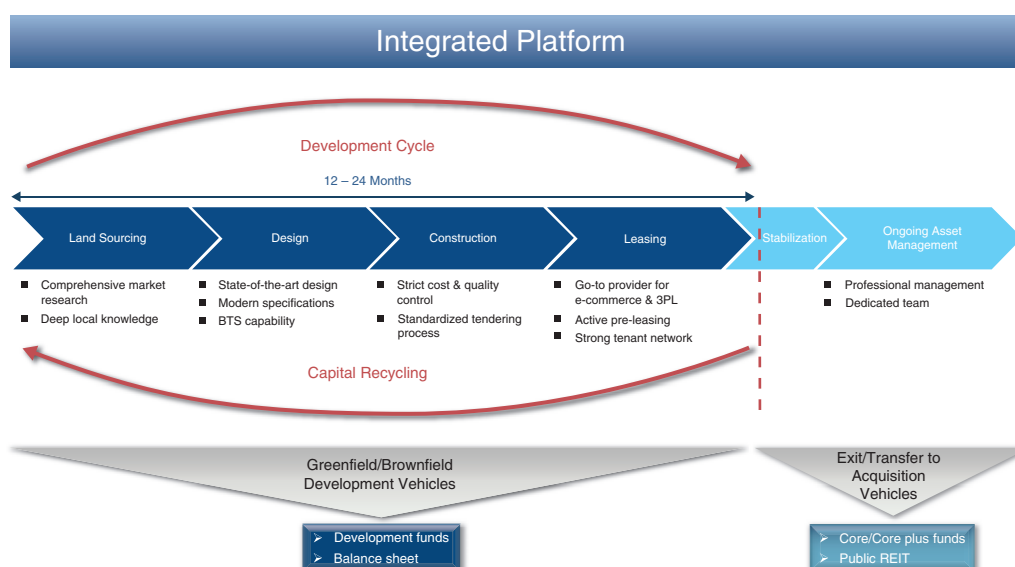 Integrated Platform
Development Cycle
12 – 24 Months
Land Sourcing
Design
Construction
Leasing
Stabilization
Ongoing Asset
Management
Comprehensive market
research
Deep local knowledge
State-of-the-art design
Modern specifications
BTS capability
Strict cost & quality
control
Standardized tendering
process
Go-to provider for
e-commerce & 3PL
Active pre-leasing
Strong tenant network
Professional management
Dedicated team
Capital Recycling
Greenfield/Brownfield
Development Vehicles
Exit/Transfer to
Acquisition
Vehicles
Development funds
Balance sheet
Core/Core plus funds
Public REIT